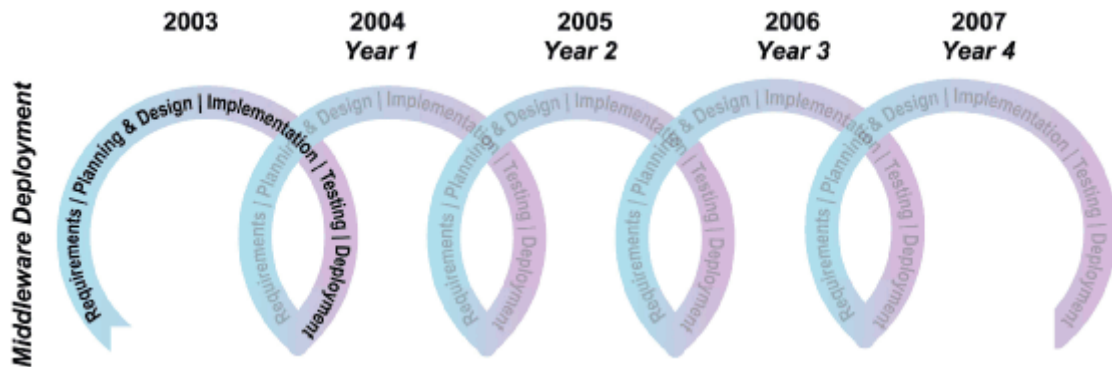 2003
2004
Year 1
2005
Year 2
2006
Year 3
2007
Year 4
Middleware Deployment
Requirements | Planning & Design | Implementation | Testing | Deployment
Requirements | Planning & Design | Implementation | Testing | Deployment
Requirements | Planning & Design | Implementation | Testing | Deployment
Requirements | Planning & Design | Implementation | Testing | Deployment
Requirements | Planning & Design | Implementation | Testing | Deployment